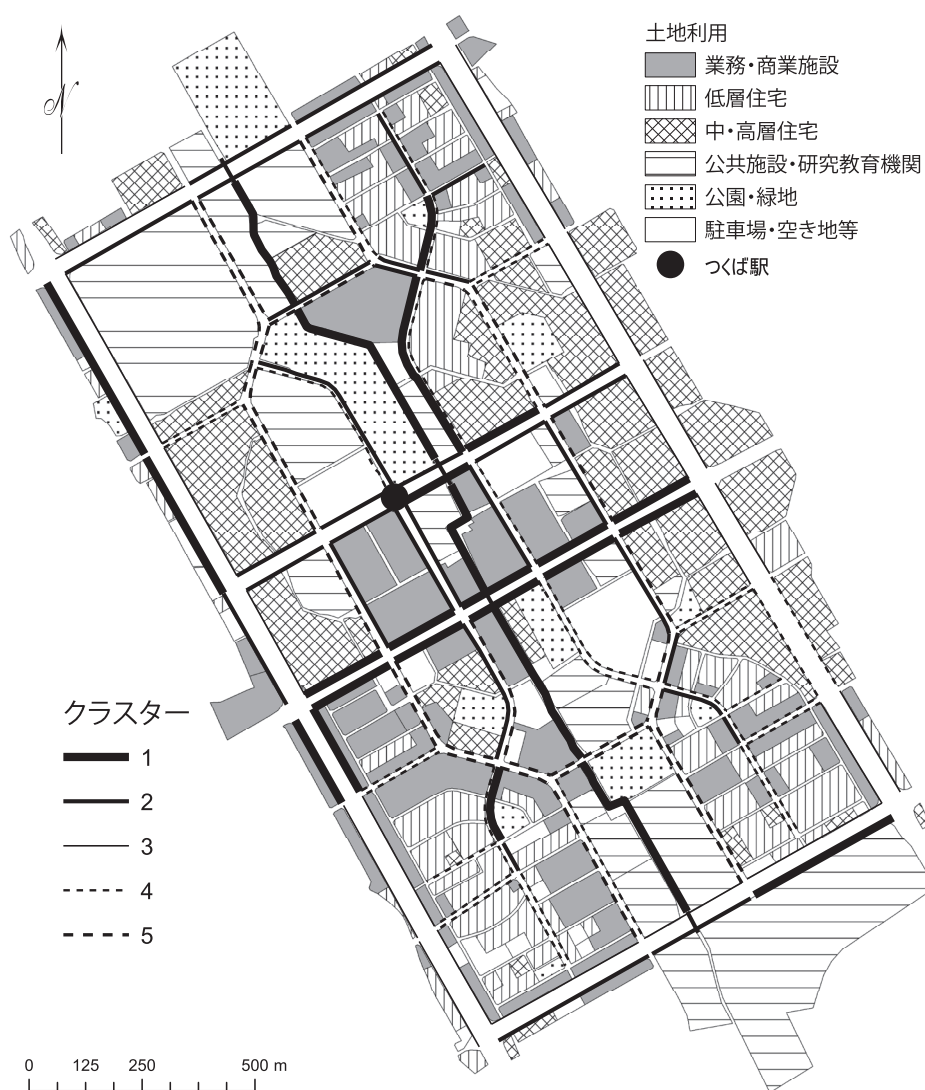 N
土地利用
業務・商業施設
低層住宅
中・高層住宅
公共施設・研究教育機関
公園・緑地
駐車場・空き地等
つくば駅
クラスター
1
2
3
4
5
0 125 250 500 m